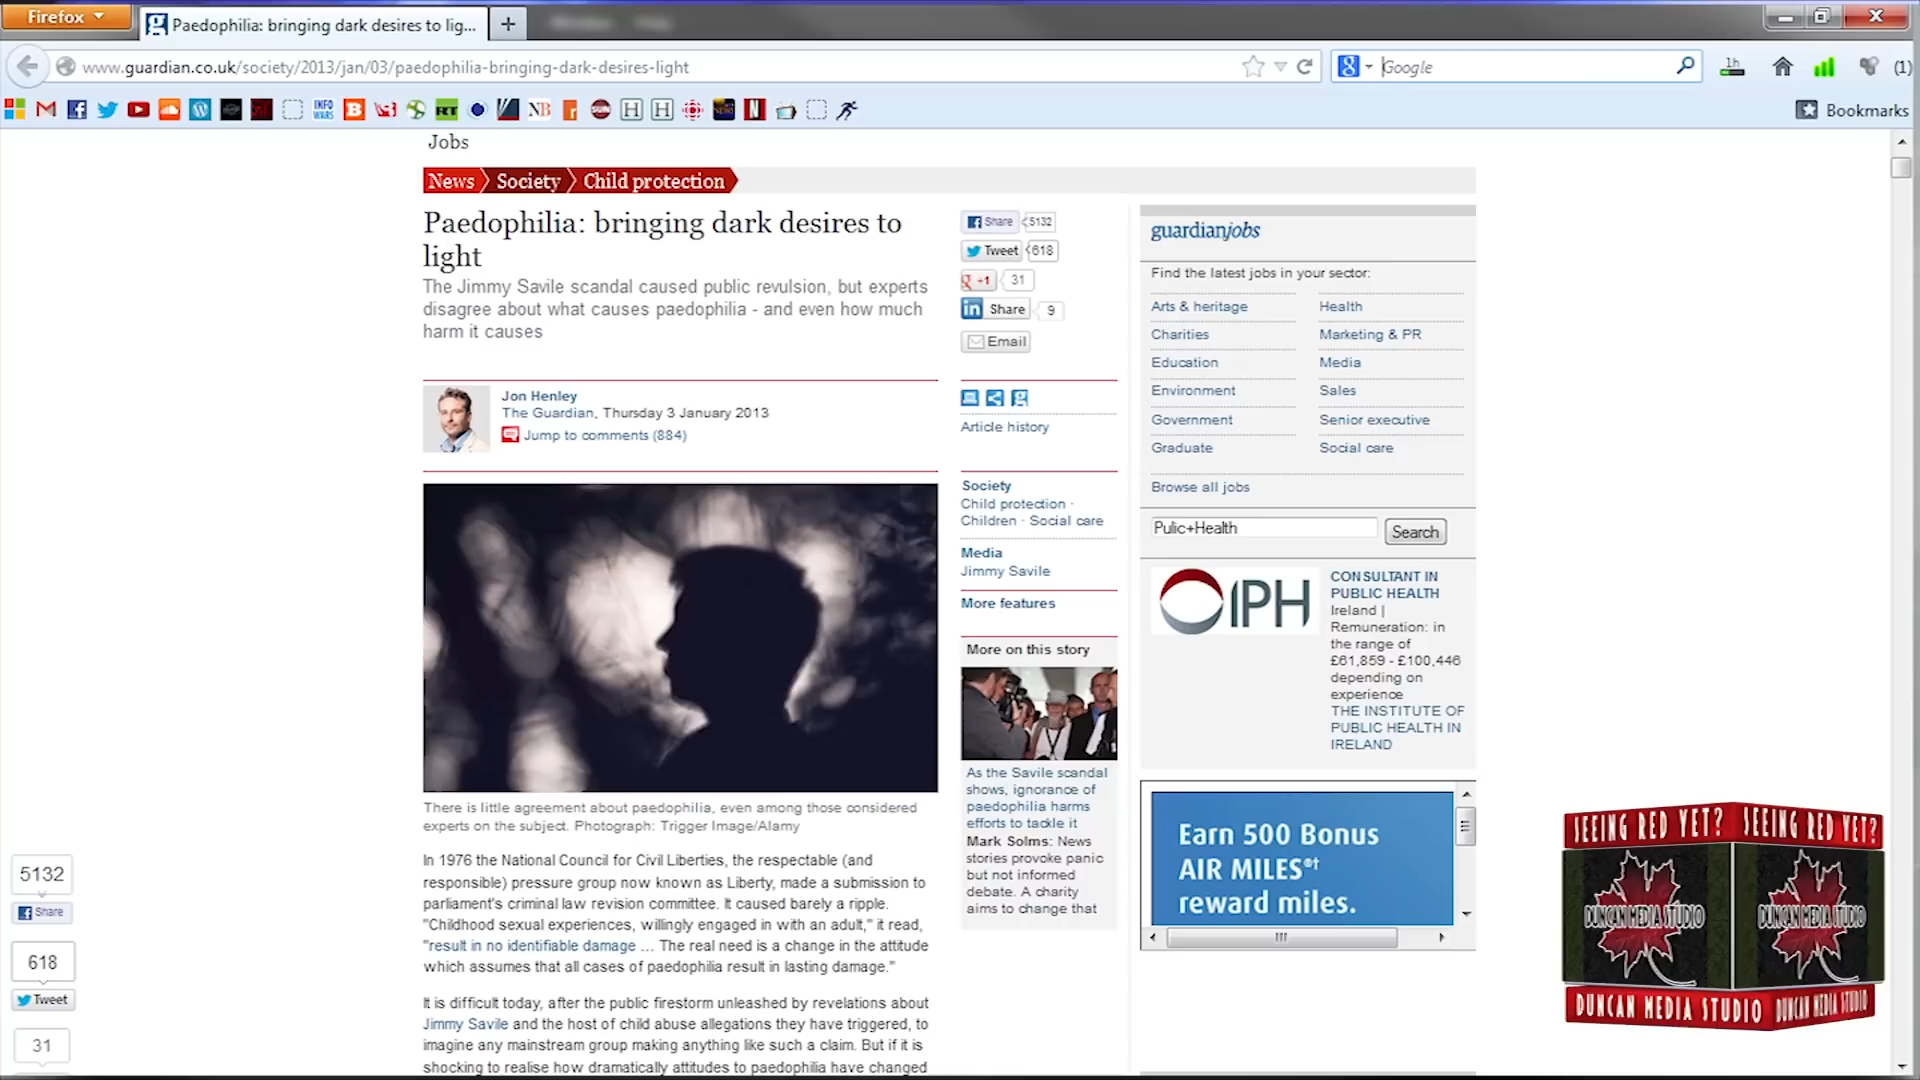 Firefox
Paedophilia: bringing dark desires to lig...
www.guardian.co.uk/society/2013/jan/03/paedophilia-bringing-dark-desires-light
Google
1h
(1)
INFO
WARS
RT
NB
Bookmarks
Jobs
News
Society
Child protection
Paedophilia: bringing dark desires to
light
The Jimmy Savile scandal caused public revulsion, but experts
disagree about what causes paedophilia - and even how much
harm it causes
Jon Henley
The Guardian, Thursday 3 January 2013
Jump to comments (884)
There is little agreement about paedophilia, even among those considered
experts on the subject. Photograph: Trigger Image/Alamy
In 1976 the National Council for Civil Liberties, the respectable (and
responsible) pressure group now known as Liberty, made a submission to
parliament's criminal law revision committee. It caused barely a ripple.
"Childhood sexual experiences, willingly engaged in with an adult," it read,
"result in no identifiable damage ... The real need is a change in the attitude
which assumes that all cases of paedophilia result in lasting damage."
It is difficult today, after the public firestorm unleashed by revelations about
Jimmy Savile and the host of child abuse allegations they have triggered, to
imagine any mainstream group making anything like such a claim. But if it is
shocking to realise how dramatically attitudes to paedophilia have changed
Share 5132
Tweet 618
+1 31
in Share 9
Email
Article history
Society
Child protection ·
Children · Social care
Media
Jimmy Savile
More features
More on this story
As the Savile scandal
shows, ignorance of
paedophilia harms
efforts to tackle it
Mark Solms: News
stories provoke panic
but not informed
debate. A charity
aims to change that
guardianjobs
Find the latest jobs in your sector:
Arts & heritage
Health
Charities
Marketing & PR
Education
Media
Environment
Sales
Government
Senior executive
Graduate
Social care
Browse all jobs
Pulic+Health
Search
IPH
CONSULTANT IN
PUBLIC HEALTH
Ireland |
Remuneration: in
the range of
£61,859 - £100,446
depending on
experience
THE INSTITUTE OF
PUBLIC HEALTH IN
IRELAND
Earn 500 Bonus
AIR MILES®†
reward miles.
5132
Share
618
Tweet
31
SEEING RED YET? SEEING RED YET?
DUNCAN MEDIA STUDIO DUNCAN MEDIA STUDIO
DUNCAN MEDIA STUDIO DUNCAN MEDIA STUDIO